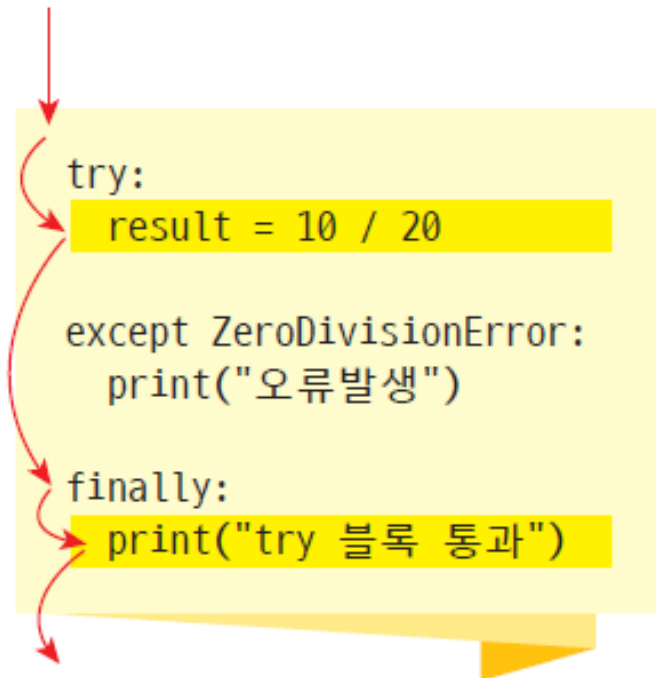 try:
result = 10 / 20
except ZeroDivisionError:
print("오류발생")
finally:
print("try 블록 통과")